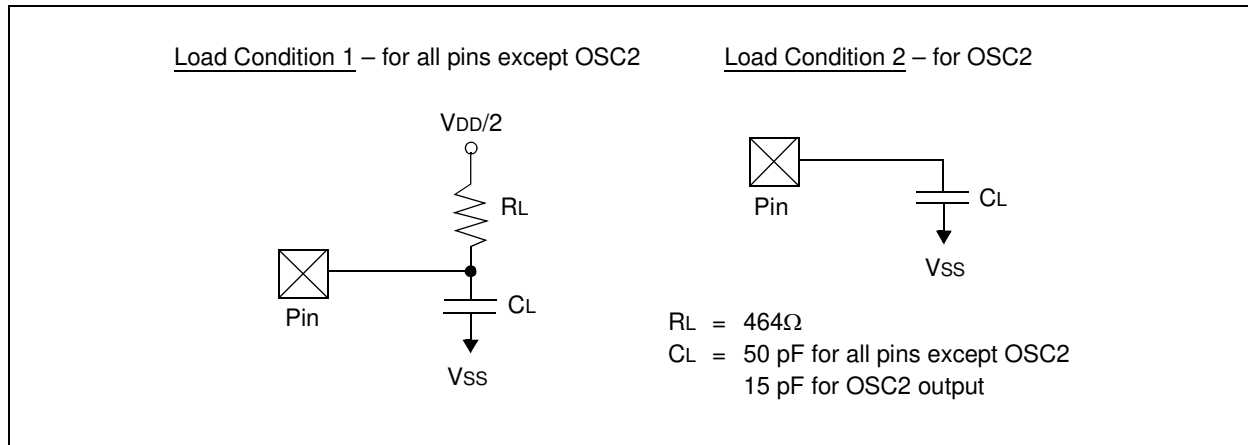 Load Condition 1 – for all pins except OSC2
VDD/2
RL
Pin
CL
VSS
Load Condition 2 – for OSC2
Pin
CL
VSS
RL = 464Ω
CL = 50 pF for all pins except OSC2
15 pF for OSC2 output